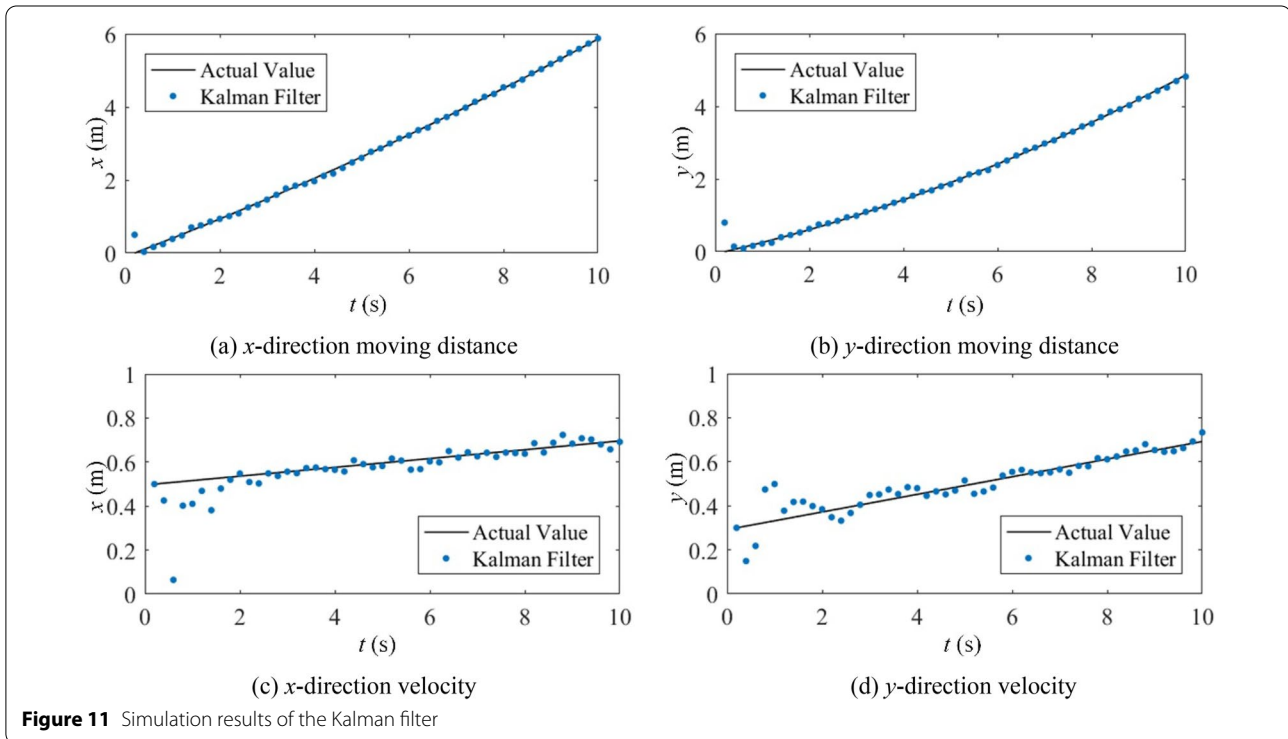 6
4
2
0
x (m)
Actual Value
Kalman Filter
0 2 4 6 8 10
t (s)
(a) x-direction moving distance
6
4
2
0
y (m)
Actual Value
Kalman Filter
0 2 4 6 8 10
t (s)
(b) y-direction moving distance
1
0.8
0.6
0.4
0.2
0
x (m)
Actual Value
Kalman Filter
0 2 4 6 8 10
t (s)
(c) x-direction velocity
1
0.8
0.6
0.4
0.2
0
y (m)
Actual Value
Kalman Filter
0 2 4 6 8 10
t (s)
(d) y-direction velocity
Figure 11 Simulation results of the Kalman filter